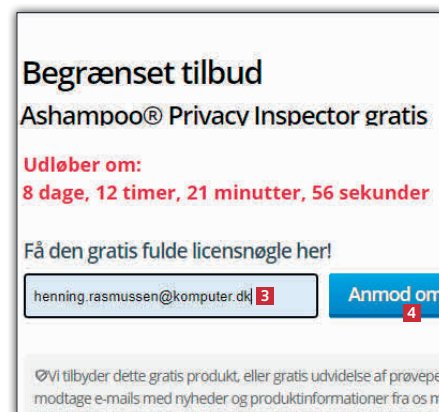 Begrænset tilbud
Ashampoo® Privacy Inspector gratis
Udløber om:
8 dage, 12 timer, 21 minutter, 56 sekunder
Få den gratis fulde licensnøgle her!
henning.rasmussen@komputer.dk 3
Anmod om
4
Vi tilbyder dette gratis produkt, eller gratis udvidelse af
modtage e-mails med nyheder og produktinformationer fra os